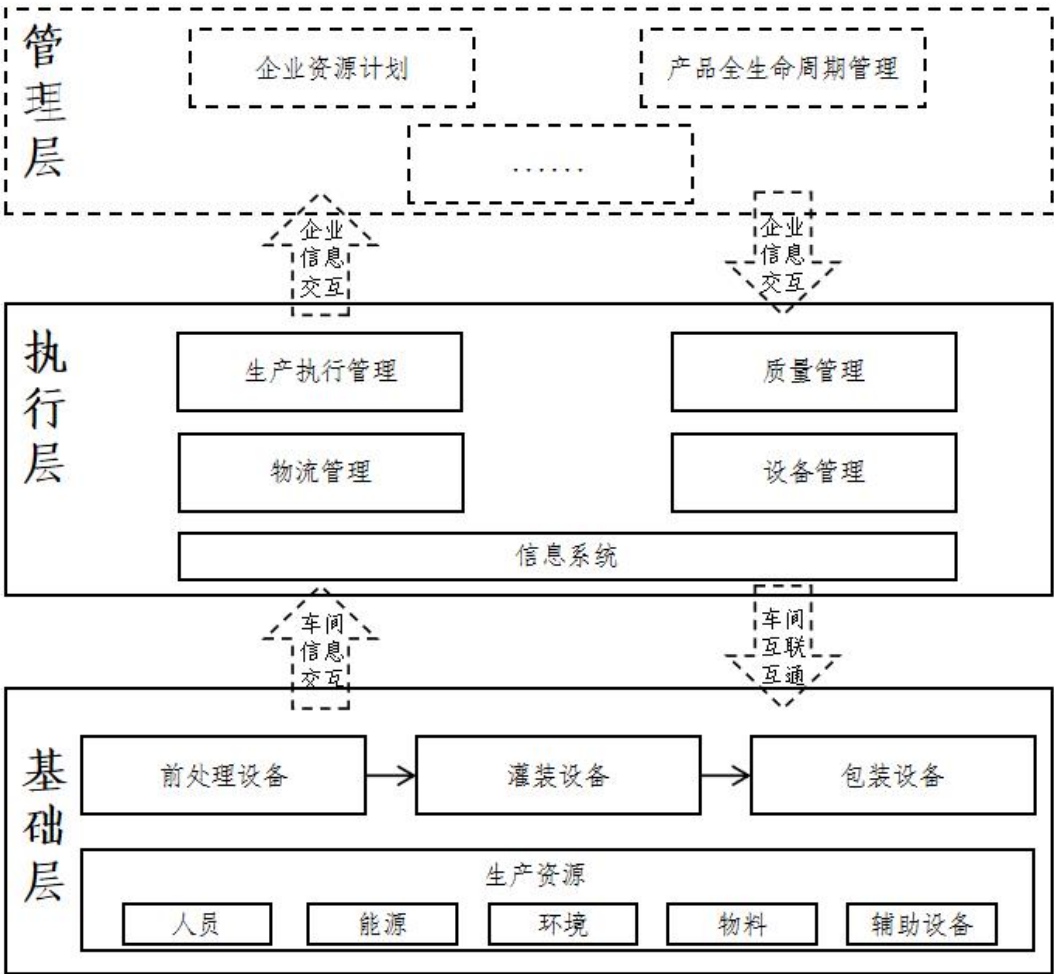 管理层
企业资源计划
产品全生命周期管理
......
企业
信息
交互
企业
信息
交互
执行层
生产执行管理
质量管理
物流管理
设备管理
信息系统
车间
信息
交互
车间
互联
互通
基础层
前处理设备
灌装设备
包装设备
生产资源
人员
能源
环境
物料
辅助设备